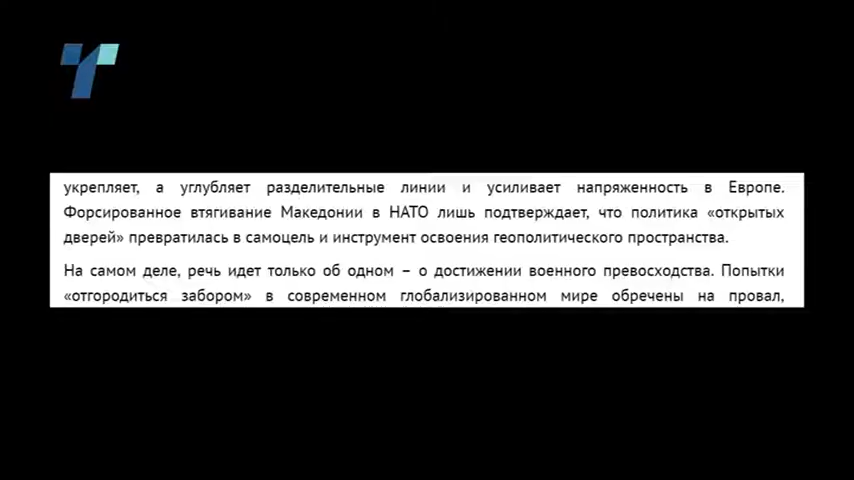 укрепляет, а углубляет разделительные линии и усиливает напряженность в Европе.
Форсированное втягивание Македонии в НАТО лишь подтверждает, что политика «открытых
дверей» превратилась в самоцель и инструмент освоения геополитического пространства.
На самом деле, речь идет только об одном – о достижении военного превосходства. Попытки
«отгородиться забором» в современном глобализированном мире обречены на провал,